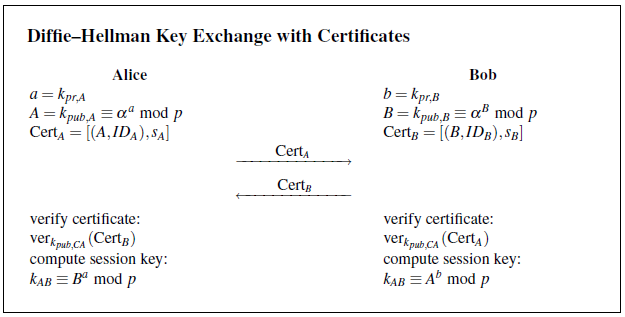 Diffie–Hellman Key Exchange with Certificates
Alice Bob
a = k_{pr,A} b = k_{pr,B}
A = k_{pub,A} ≡ α^a mod p B = k_{pub,B} ≡ α^B mod p
Cert_A = [(A, ID_A), s_A] Cert_B = [(B, ID_B), s_B]
Cert_A
Cert_B
verify certificate: verify certificate:
ver_{k_{pub,CA}}(Cert_B) ver_{k_{pub,CA}}(Cert_A)
compute session key: compute session key:
k_{AB} ≡ B^a mod p k_{AB} ≡ A^b mod p